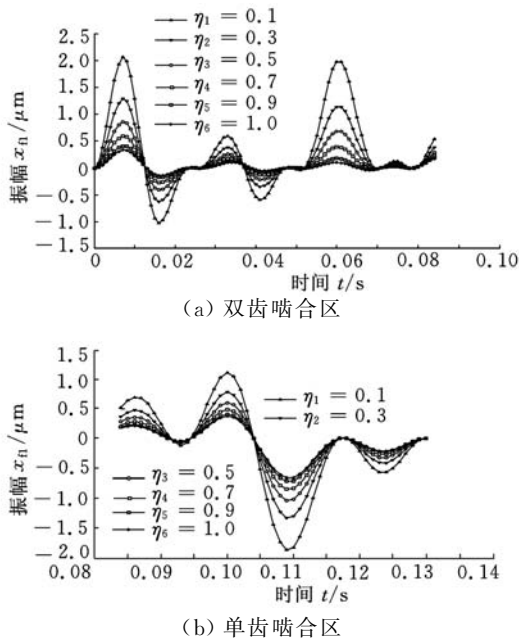 η₁ = 0.1
η₂ = 0.3
η₃ = 0.5
η₄ = 0.7
η₅ = 0.9
η₆ = 1.0
2.5
2.0
1.5
1.0
0.5
0
−0.5
−1.0
−1.5
振幅 x_f1/μm
0 0.02 0.04 0.06 0.08 0.10
时间 t/s
(a) 双齿啮合区
1.5
1.0
0.5
0
−0.5
−1.0
−1.5
−2.0
振幅 x_f1/μm
η₁ = 0.1
η₂ = 0.3
η₃ = 0.5
η₄ = 0.7
η₅ = 0.9
η₆ = 1.0
0.08 0.09 0.10 0.11 0.12 0.13 0.14
时间 t/s
(b) 单齿啮合区